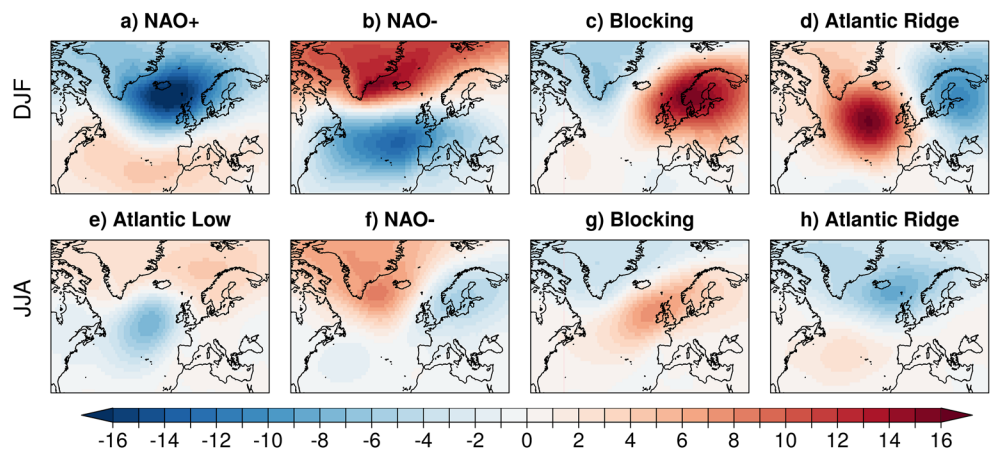 a) NAO+ b) NAO- c) Blocking d) Atlantic Ridge
DJF
e) Atlantic Low f) NAO- g) Blocking h) Atlantic Ridge
JJA
-16 -14 -12 -10 -8 -6 -4 -2 0 2 4 6 8 10 12 14 16